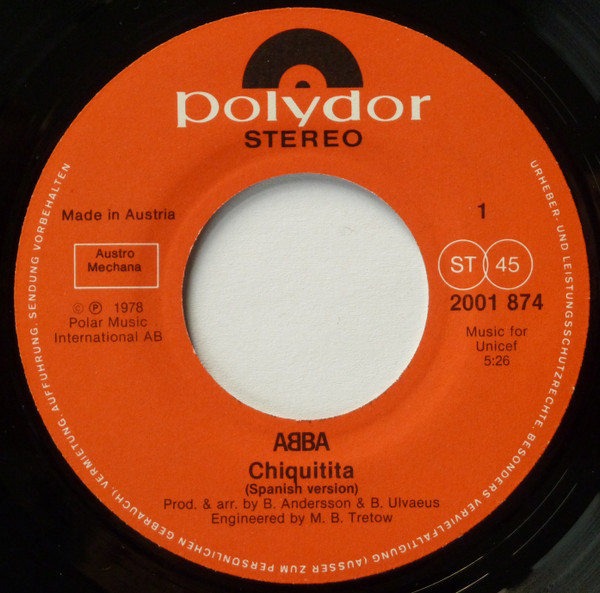 polydor
STEREO
Made in Austria
1
Austro
Mechana
ST 45
2001 874
© ℗ 1978
Polar Music
International AB
Music for
Unicef
5:26
ABBA
Chiquitita
(Spanish version)
Prod. & arr. by B. Andersson & B. Ulvaeus
Engineered by M. B. Tretow
URHEBER- UND LEISTUNGSSCHUTZRECHTE, BESONDERS VERVIELFÄLTIGUNG (AUSSER ZUM PERSÖNLICHEN GEBRAUCH), VERMIETUNG, AUFFÜHRUNG, SENDUNG VORBEHALTEN